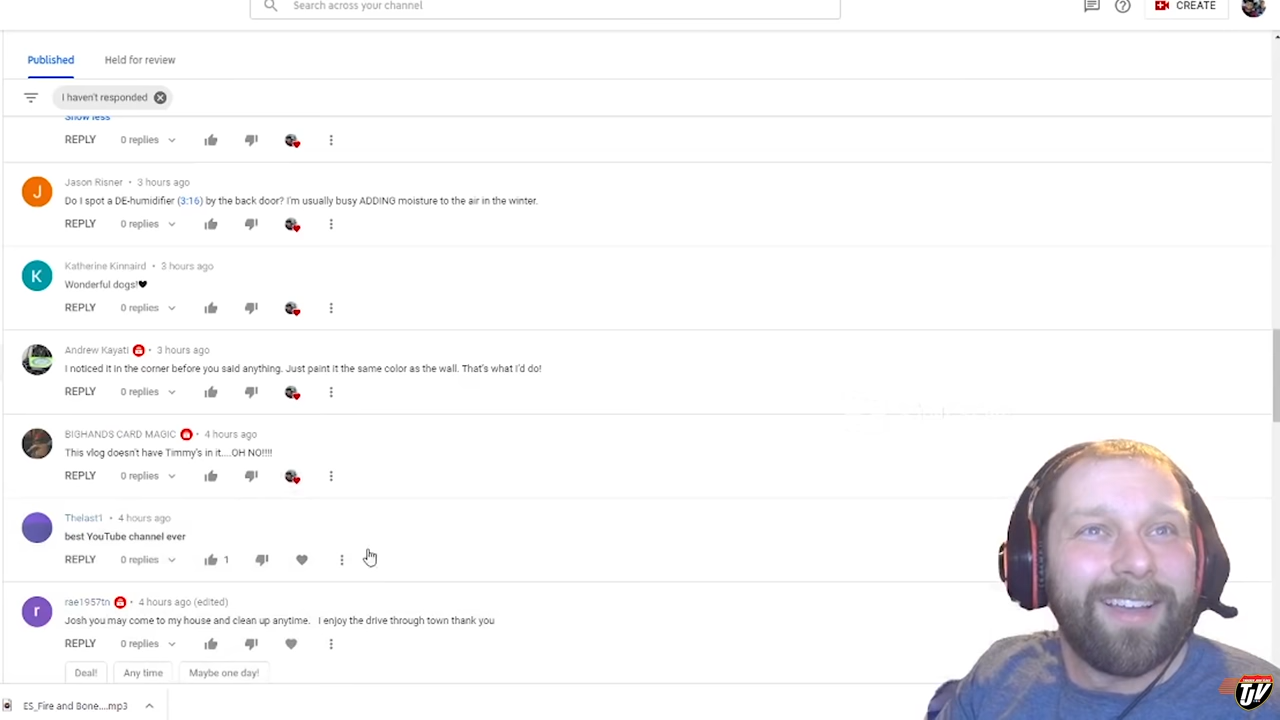 Search across your channel
CREATE
Published
Held for review
I haven't responded
Show less
REPLY 0 replies
Jason Risner • 3 hours ago
Do I spot a DE-humidifier (3:16) by the back door? I'm usually busy ADDING moisture to the air in the winter.
REPLY 0 replies
Katherine Kinnaird • 3 hours ago
Wonderful dogs!🖤
REPLY 0 replies
Andrew Kayati • 3 hours ago
I noticed it in the corner before you said anything. Just paint it the same color as the wall. That's what I'd do!
REPLY 0 replies
BIGHANDS CARD MAGIC • 4 hours ago
This vlog doesn't have Timmy's in it....OH NO!!!!
REPLY 0 replies
Thelast1 • 4 hours ago
best YouTube channel ever
REPLY 0 replies 1
rae1957tn • 4 hours ago (edited)
Josh you may come to my house and clean up anytime. I enjoy the drive through town thank you
REPLY 0 replies
Deal! Any time Maybe one day!
ES_Fire and Bone....mp3
TJV